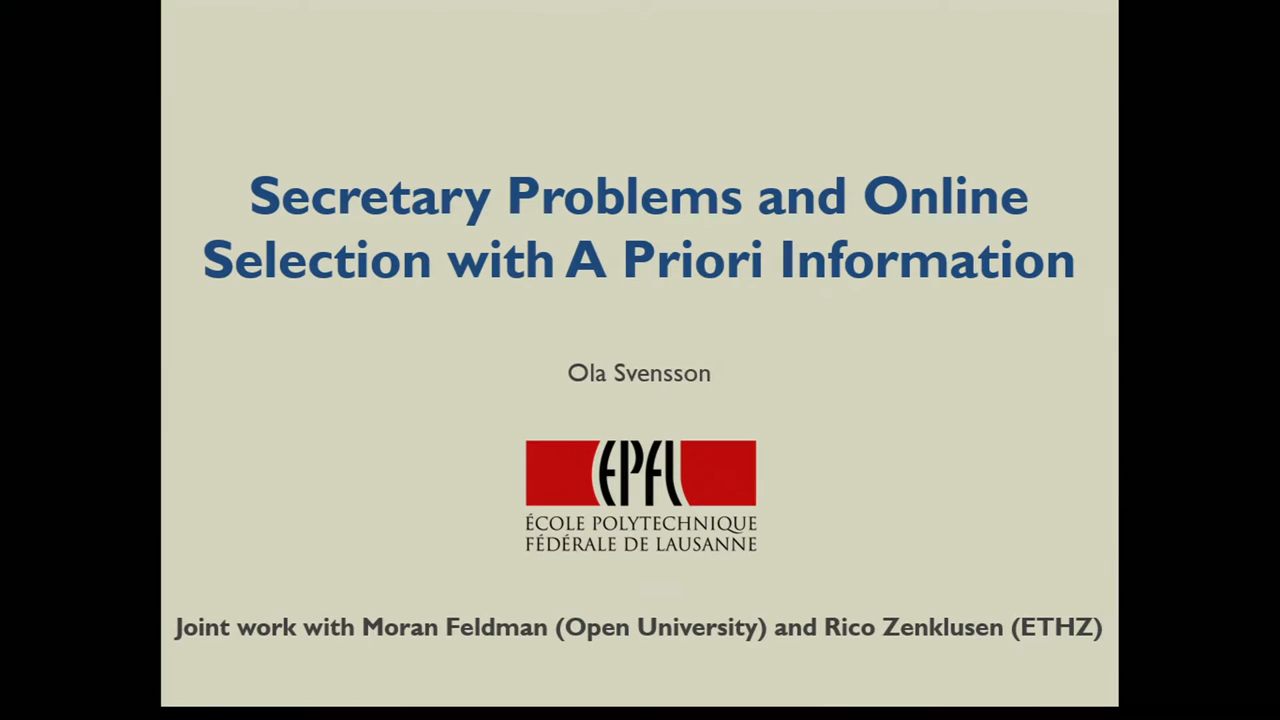 Secretary Problems and Online
Selection with A Priori Information
Ola Svensson
EPFL
ÉCOLE POLYTECHNIQUE
FÉDÉRALE DE LAUSANNE
Joint work with Moran Feldman (Open University) and Rico Zenklusen (ETHZ)